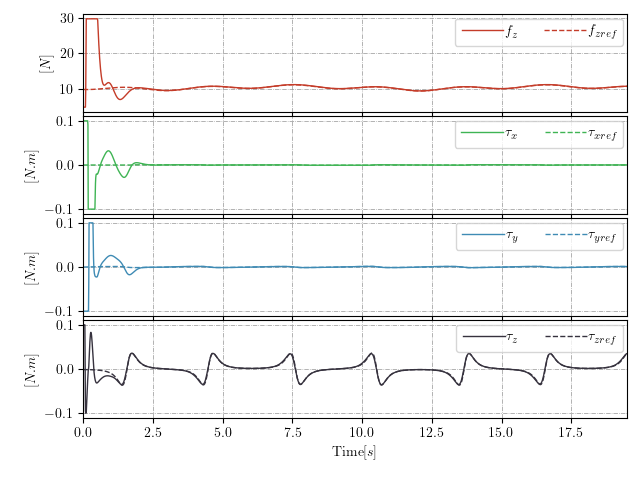 30
20
10
[N]
f_z f_zref
0.1
0.0
−0.1
[N.m]
τ_x τ_xref
0.1
0.0
−0.1
[N.m]
τ_y τ_yref
0.1
0.0
−0.1
[N.m]
τ_z τ_zref
0.0 2.5 5.0 7.5 10.0 12.5 15.0 17.5
Time[s]